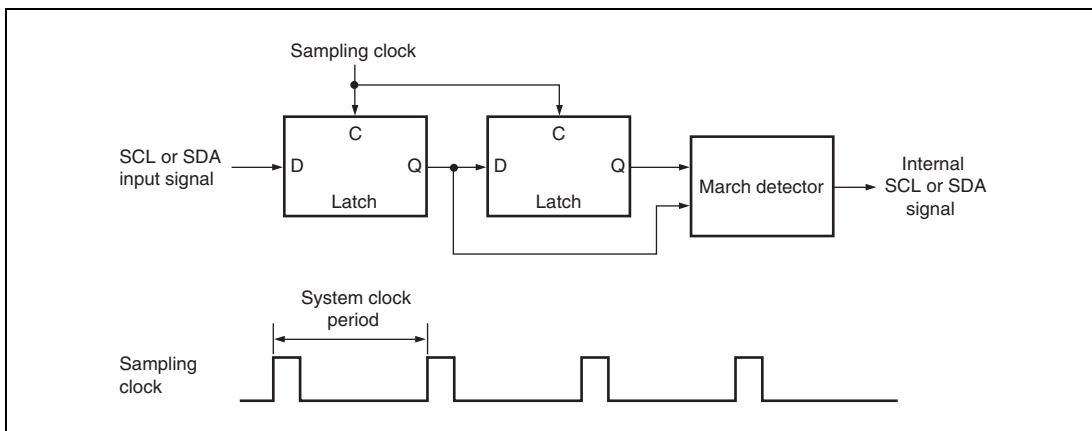 Sampling clock
C
C
SCL or SDA
input signal
D
Q
D
Q
Latch
Latch
March detector
Internal
SCL or SDA
signal
System clock
period
Sampling
clock